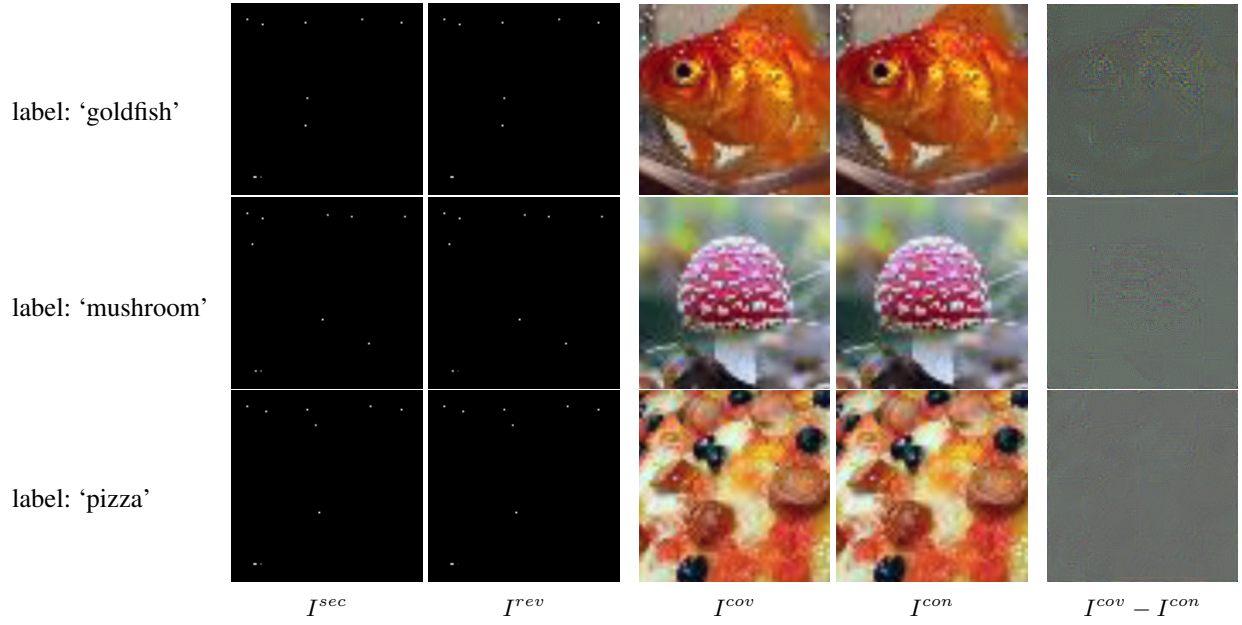 label: ‘goldfish’
label: ‘mushroom’
label: ‘pizza’
I^{sec} I^{rev} I^{cov} I^{con} I^{cov} − I^{con}